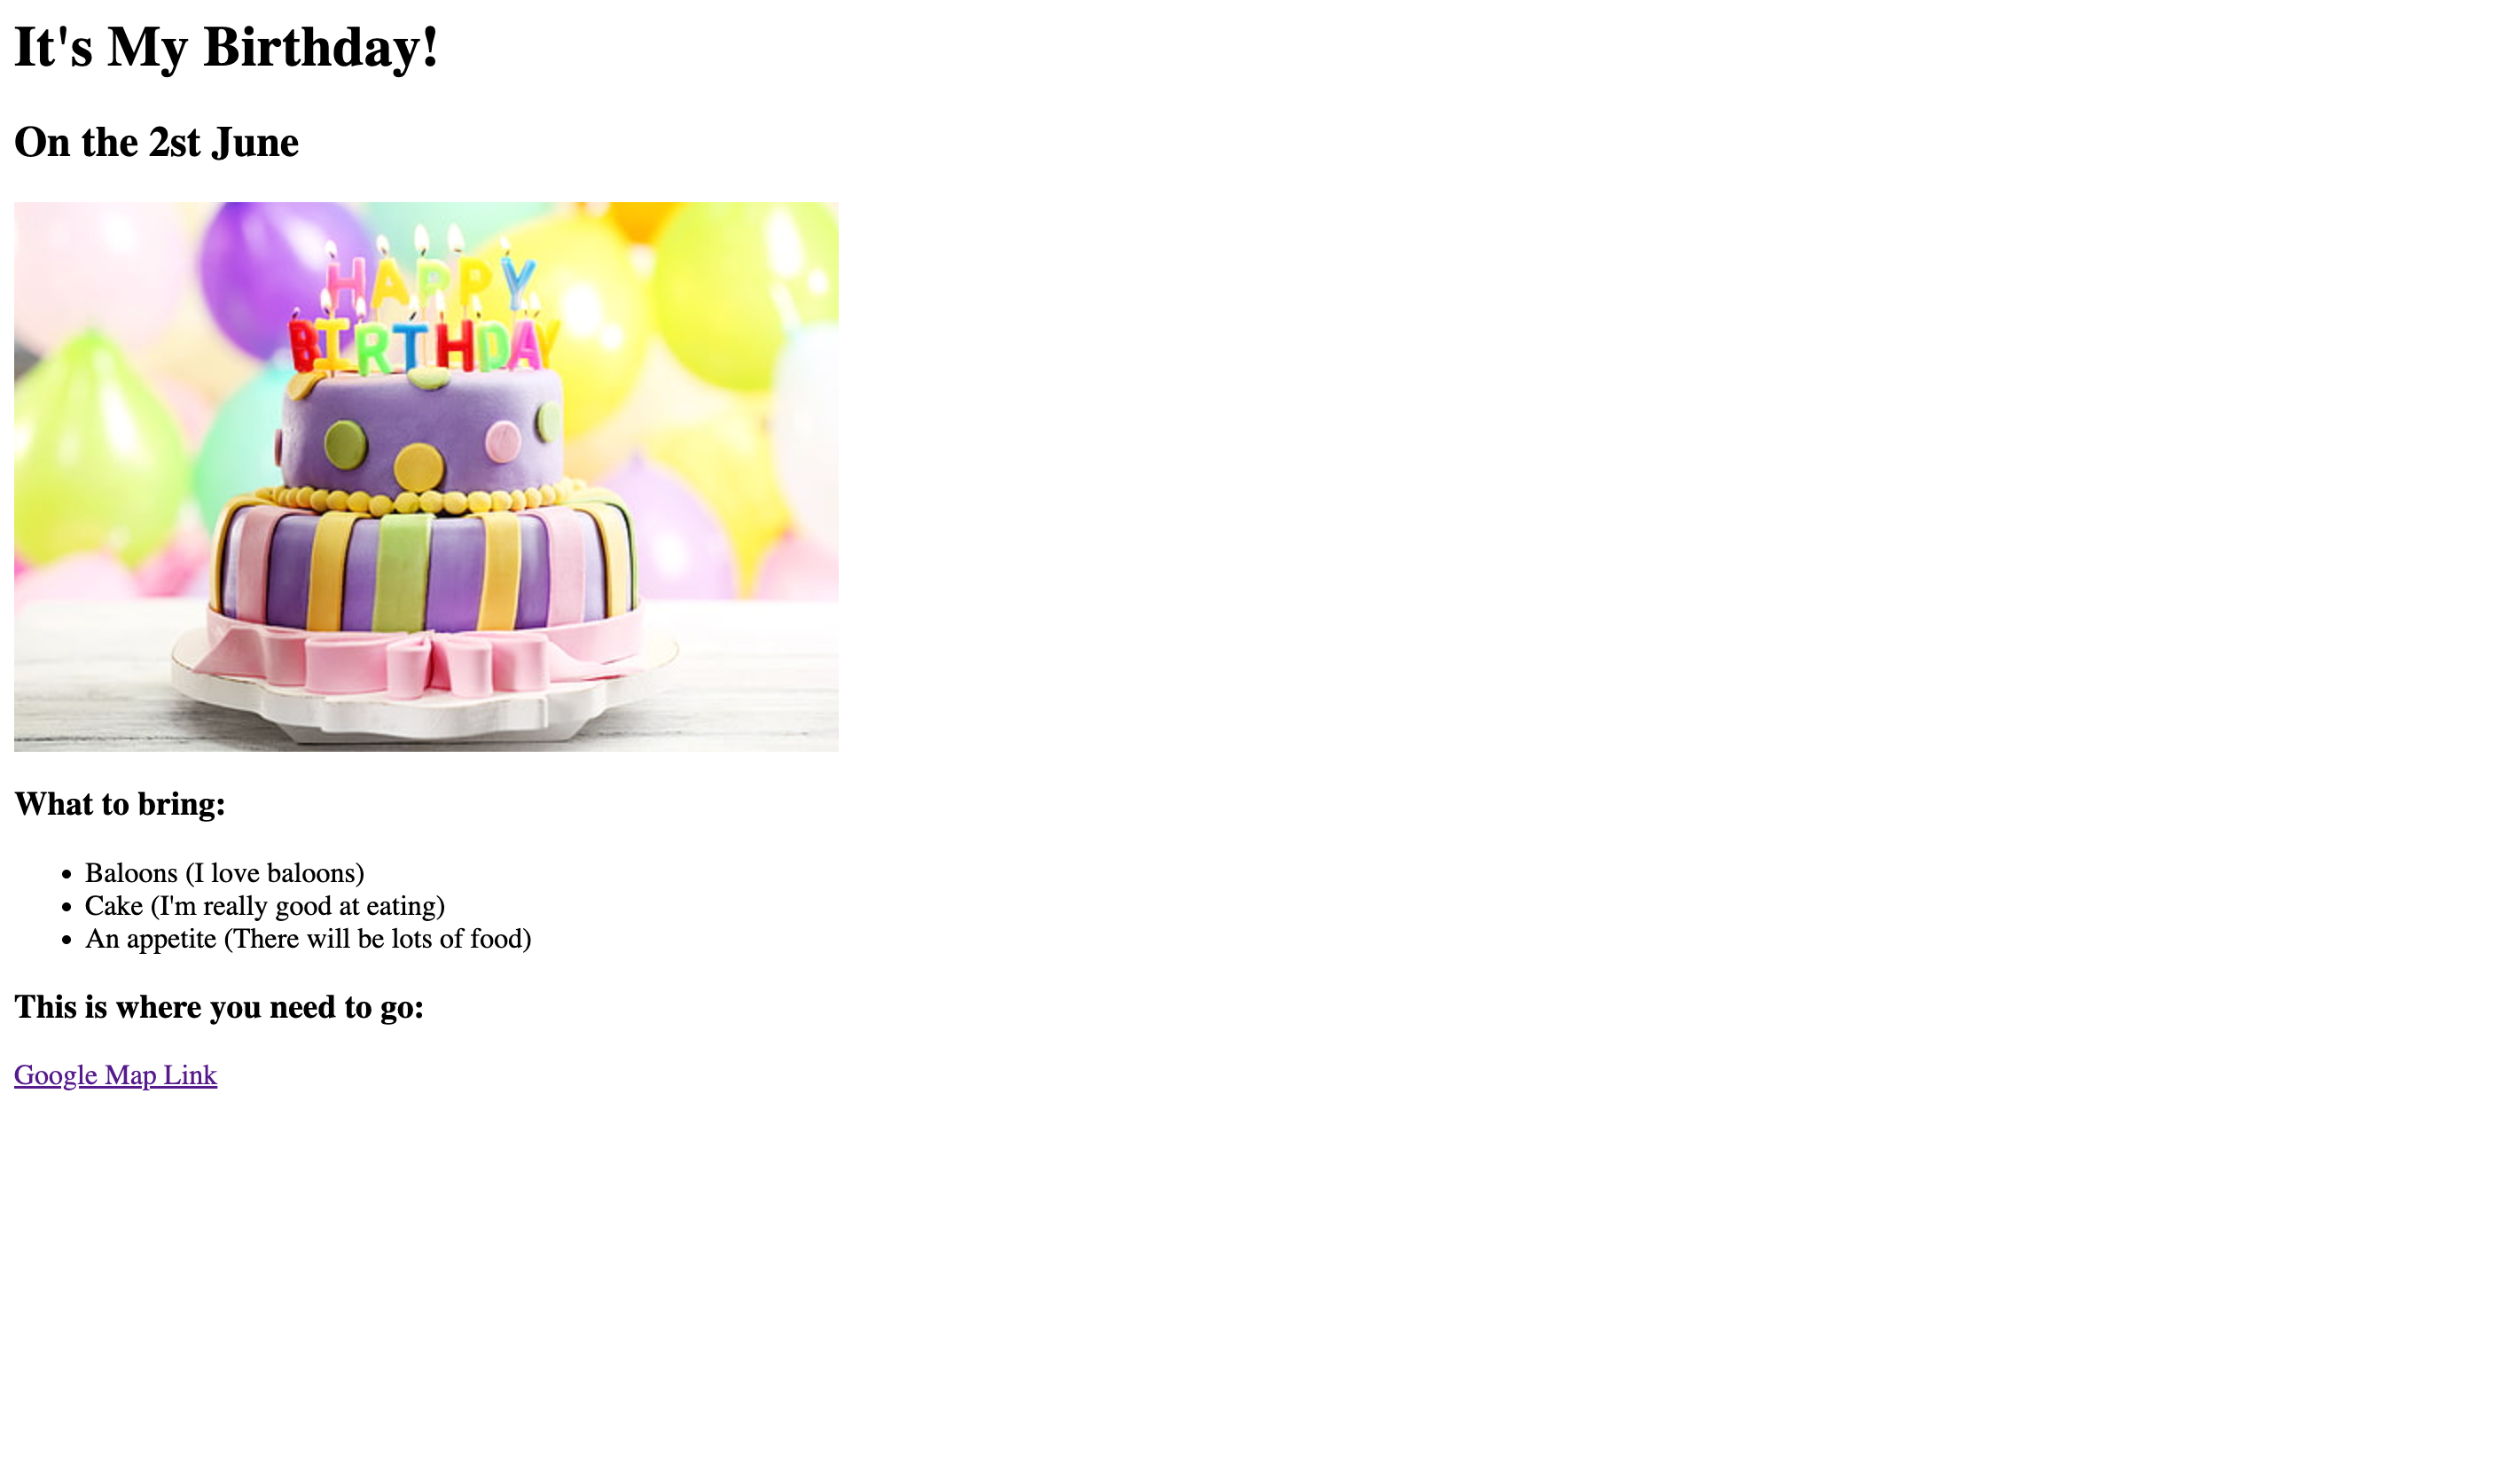 It's My Birthday!
On the 2st June
HAPPY
BIRTHDAY
What to bring:
Baloons (I love baloons)
Cake (I'm really good at eating)
An appetite (There will be lots of food)
This is where you need to go:
Google Map Link